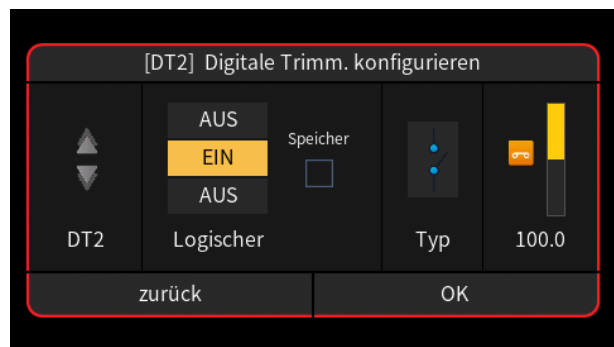 [DT2] Digitale Trimm. konfigurieren
AUS
EIN
AUS
Speicher
DT2
Logischer
Typ
100.0
zurück
OK